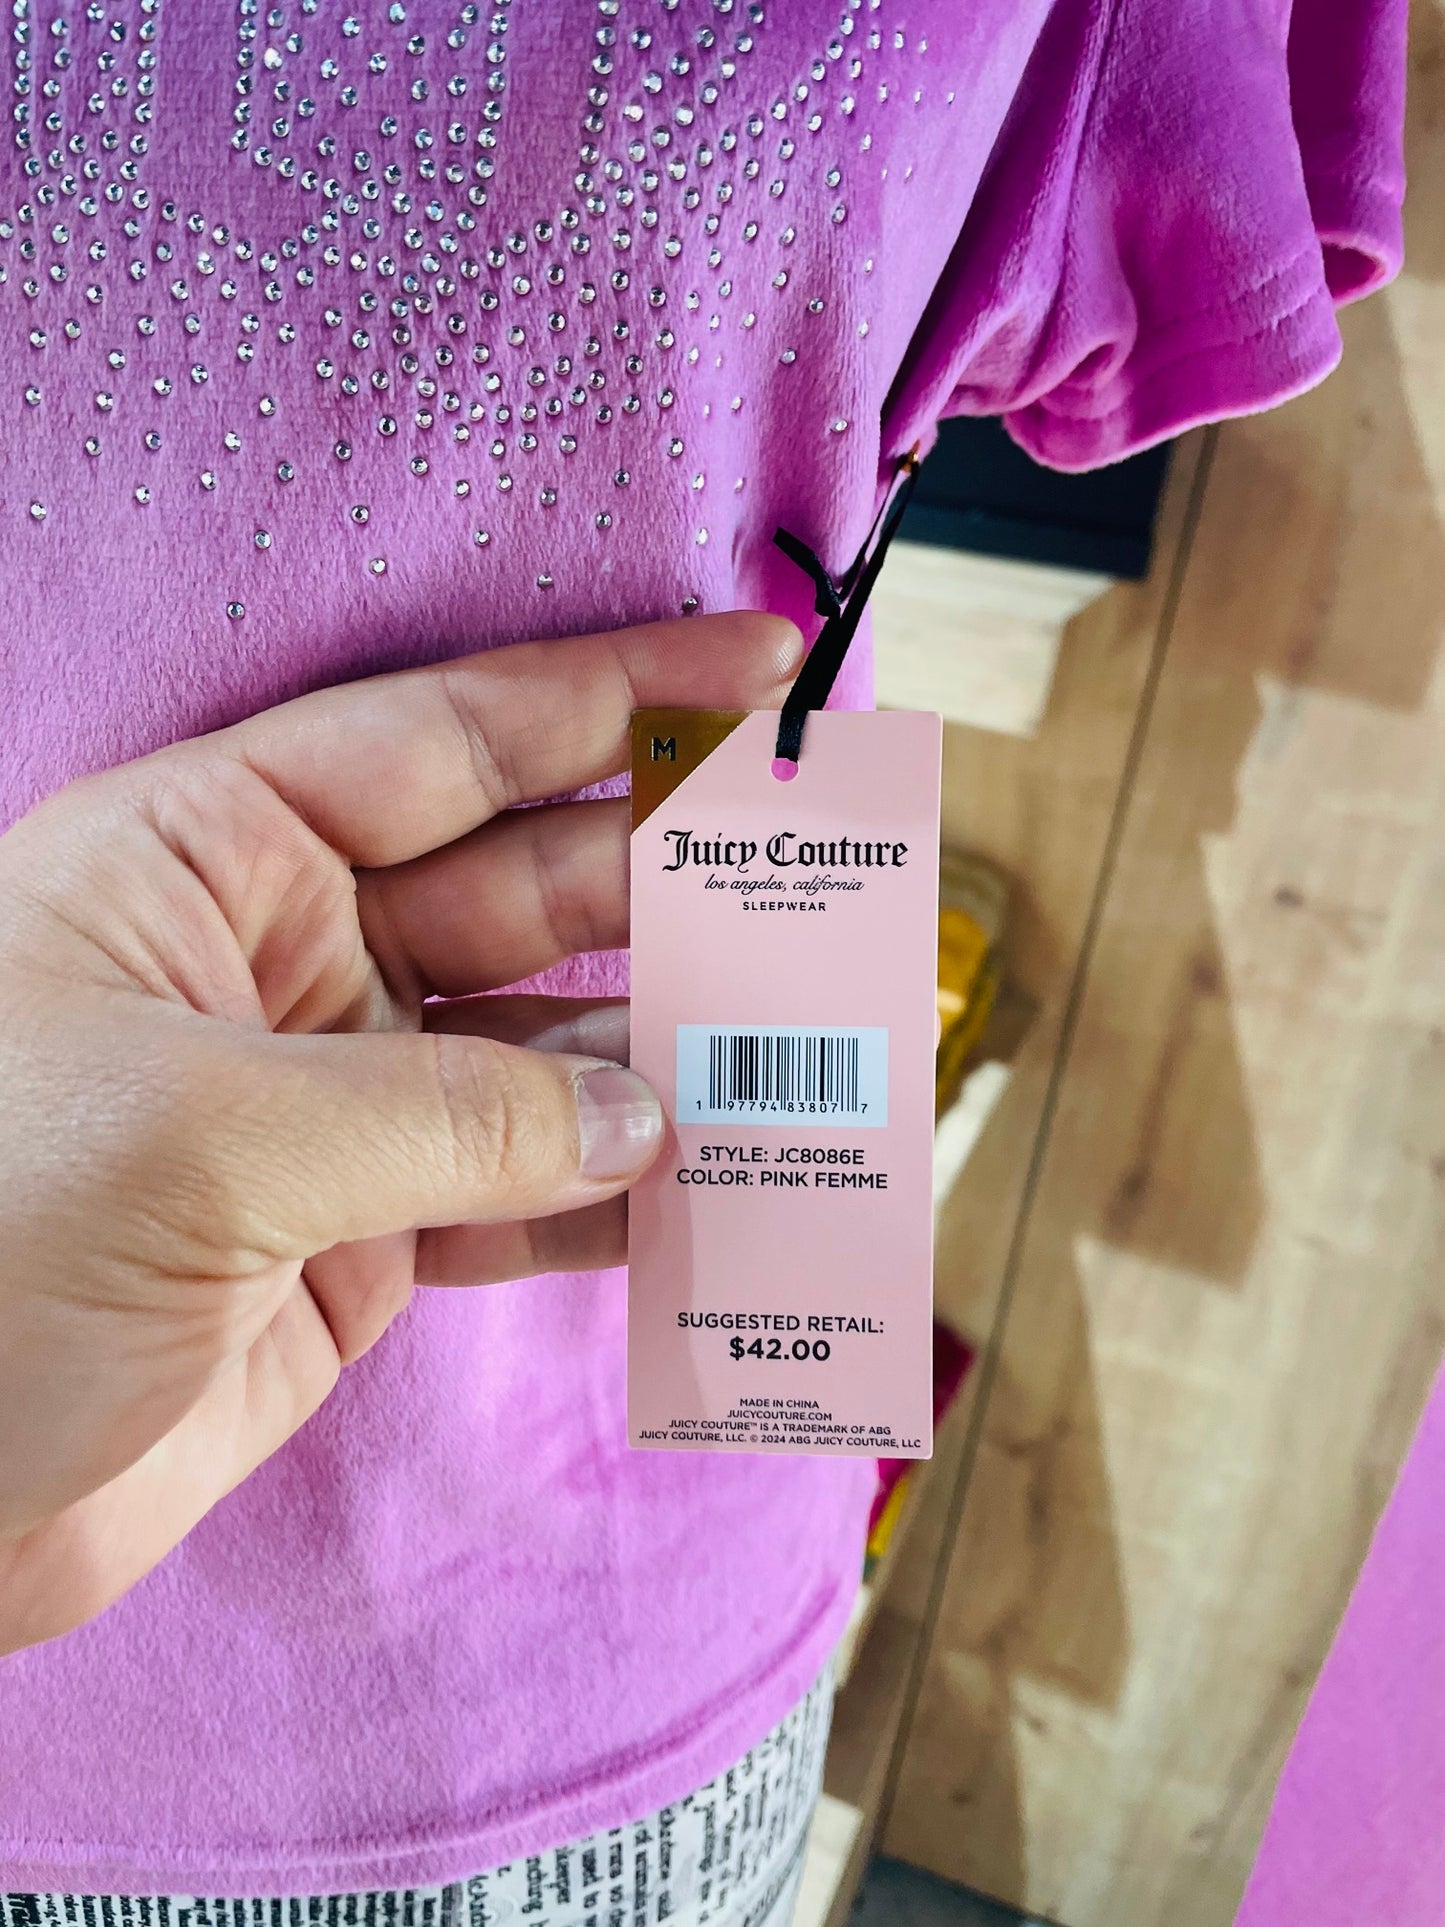 M
Juicy Couture
los angeles, california
SLEEPWEAR
1 97794 83807 7
STYLE: JC8086E
COLOR: PINK FEMME
SUGGESTED RETAIL:
$42.00
MADE IN CHINA
JUICYCOUTURE.COM
JUICY COUTURE™ IS A TRADEMARK OF ABG
JUICY COUTURE, LLC. © 2024 ABG JUICY COUTURE, LLC